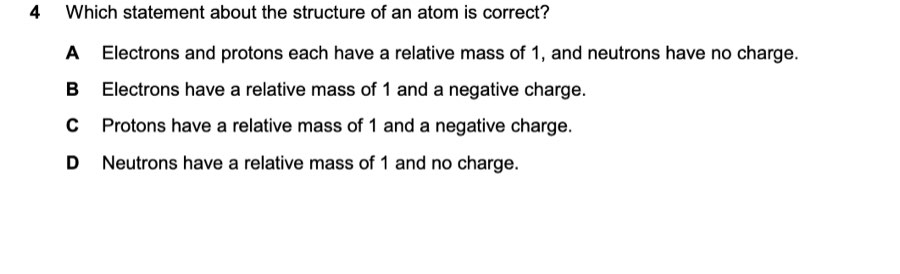 4 Which statement about the structure of an atom is correct?
A Electrons and protons each have a relative mass of 1, and neutrons have no charge.
B Electrons have a relative mass of 1 and a negative charge.
C Protons have a relative mass of 1 and a negative charge.
D Neutrons have a relative mass of 1 and no charge.